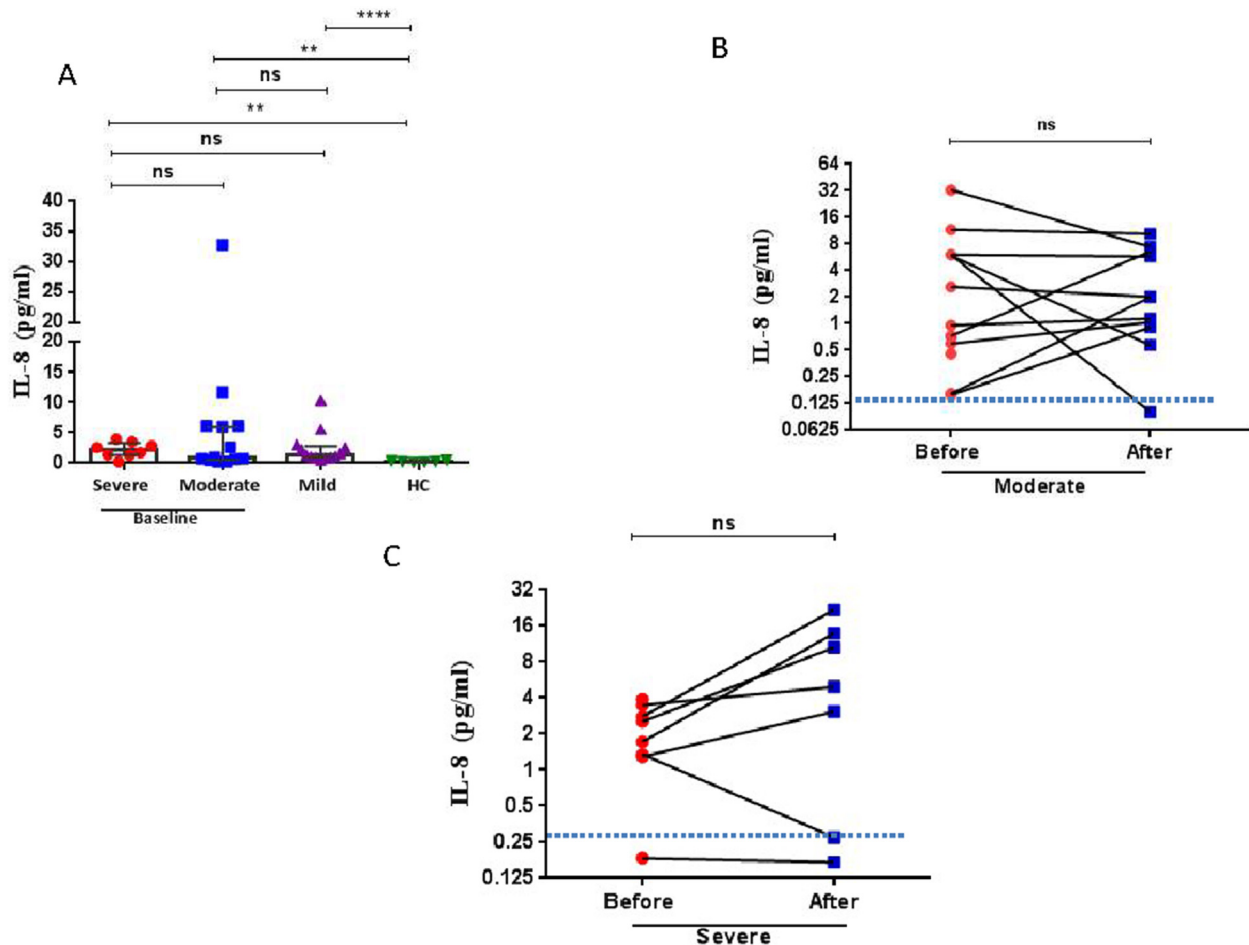 A
****
**
ns
**
ns
ns
IL-8 (pg/ml)
40
35
30
25
20
20
15
10
5
0
Severe Moderate Mild HC
Baseline
B
ns
IL-8 (pg/ml)
64
32
16
8
4
2
1
0.5
0.25
0.125
0.0625
Before After
Moderate
C
ns
IL-8 (pg/ml)
32
16
8
4
2
1
0.5
0.25
0.125
Before After
Severe